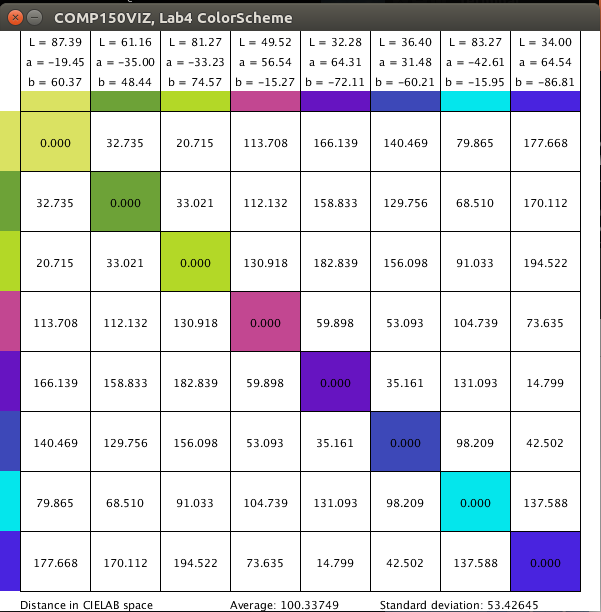 COMP150VIZ, Lab4 ColorScheme
L = 87.39 L = 61.16 L = 81.27 L = 49.52 L = 32.28 L = 36.40 L = 83.27 L = 34.00
a = −19.45 a = −35.00 a = −33.23 a = 56.54 a = 64.31 a = 31.48 a = −42.61 a = 64.54
b = 60.37 b = 48.44 b = 74.57 b = −15.27 b = −72.11 b = −60.21 b = −15.95 b = −86.81
0.000 32.735 20.715 113.708 166.139 140.469 79.865 177.668
32.735 0.000 33.021 112.132 158.833 129.756 68.510 170.112
20.715 33.021 0.000 130.918 182.839 156.098 91.033 194.522
113.708 112.132 130.918 0.000 59.898 53.093 104.739 73.635
166.139 158.833 182.839 59.898 0.000 35.161 131.093 14.799
140.469 129.756 156.098 53.093 35.161 0.000 98.209 42.502
79.865 68.510 91.033 104.739 131.093 98.209 0.000 137.588
177.668 170.112 194.522 73.635 14.799 42.502 137.588 0.000
Distance in CIELAB space Average: 100.33749 Standard deviation: 53.42645